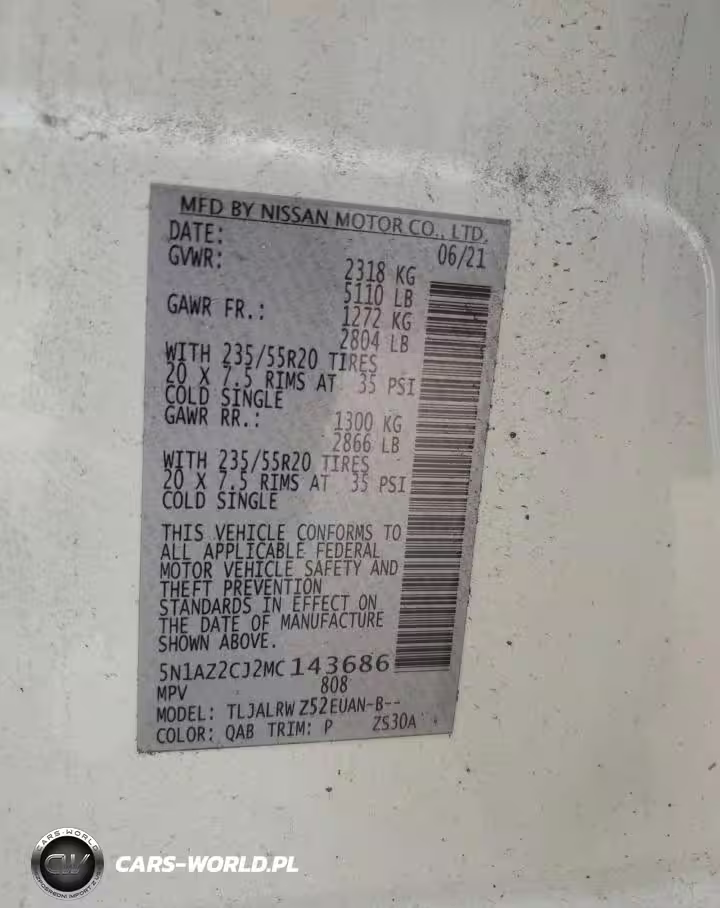 MFD BY NISSAN MOTOR CO., LTD.
DATE: 06/21
GVWR: 2318 KG
5110 LB
GAWR FR.: 1272 KG
2804 LB
WITH 235/55R20 TIRES
20 X 7.5 RIMS AT 35 PSI
COLD SINGLE
GAWR RR.: 1300 KG
2866 LB
WITH 235/55R20 TIRES
20 X 7.5 RIMS AT 35 PSI
COLD SINGLE
THIS VEHICLE CONFORMS TO
ALL APPLICABLE FEDERAL
MOTOR VEHICLE SAFETY AND
THEFT PREVENTION
STANDARDS IN EFFECT ON
THE DATE OF MANUFACTURE
SHOWN ABOVE.
5N1AZ2CJ2MC143686
MPV 808
MODEL: TLJALRW Z52EUAN-B--
COLOR: QAB TRIM: P ZS30A
CARS-WORLD
CW
CARS-WORLD.PL